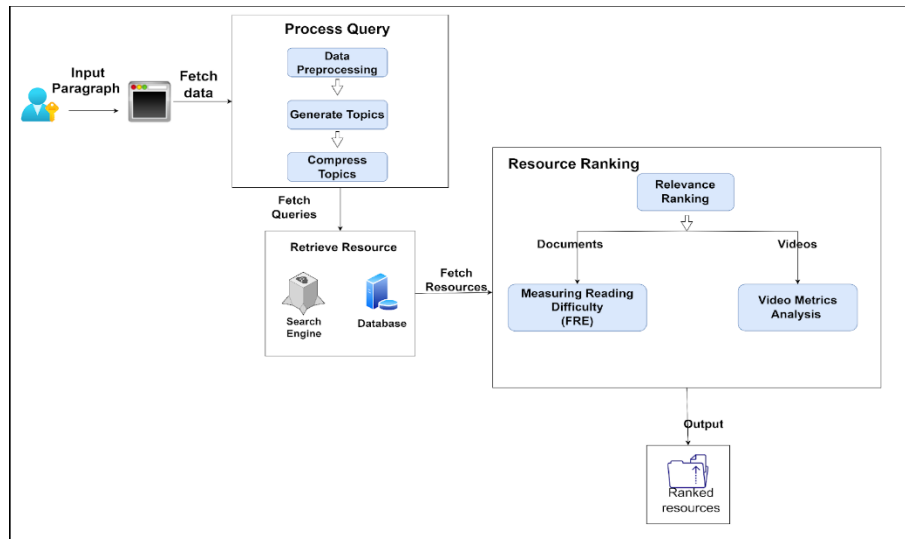 Process Query
Data
Preprocessing
Generate Topics
Compress
Topics
Input
Paragraph
Fetch
data
Fetch
Queries
Retrieve Resource
Search
Engine
Database
Fetch
Resources
Resource Ranking
Relevance
Ranking
Documents
Videos
Measuring Reading
Difficulty
(FRE)
Video Metrics
Analysis
Output
Ranked
resources